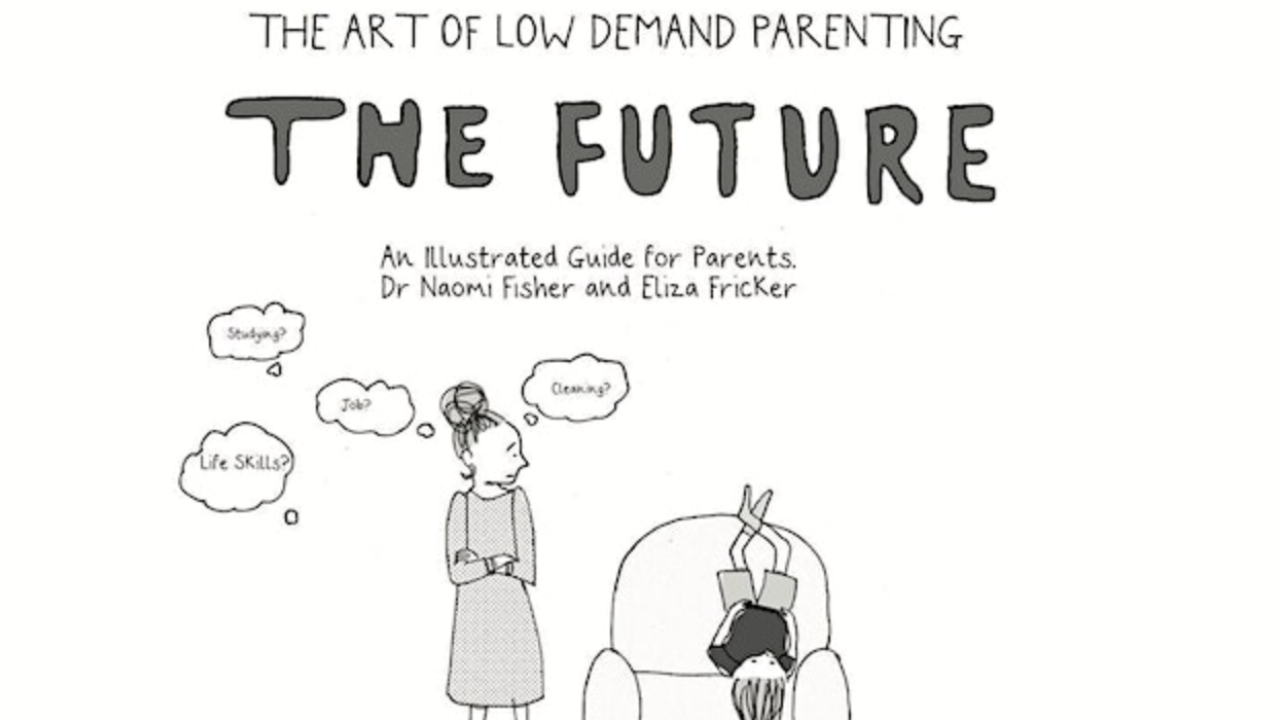 THE ART OF LOW DEMAND PARENTING
THE FUTURE
An Illustrated Guide for Parents.
Dr Naomi Fisher and Eliza Fricker
Studying?
Job?
Cleaning?
Life Skills?